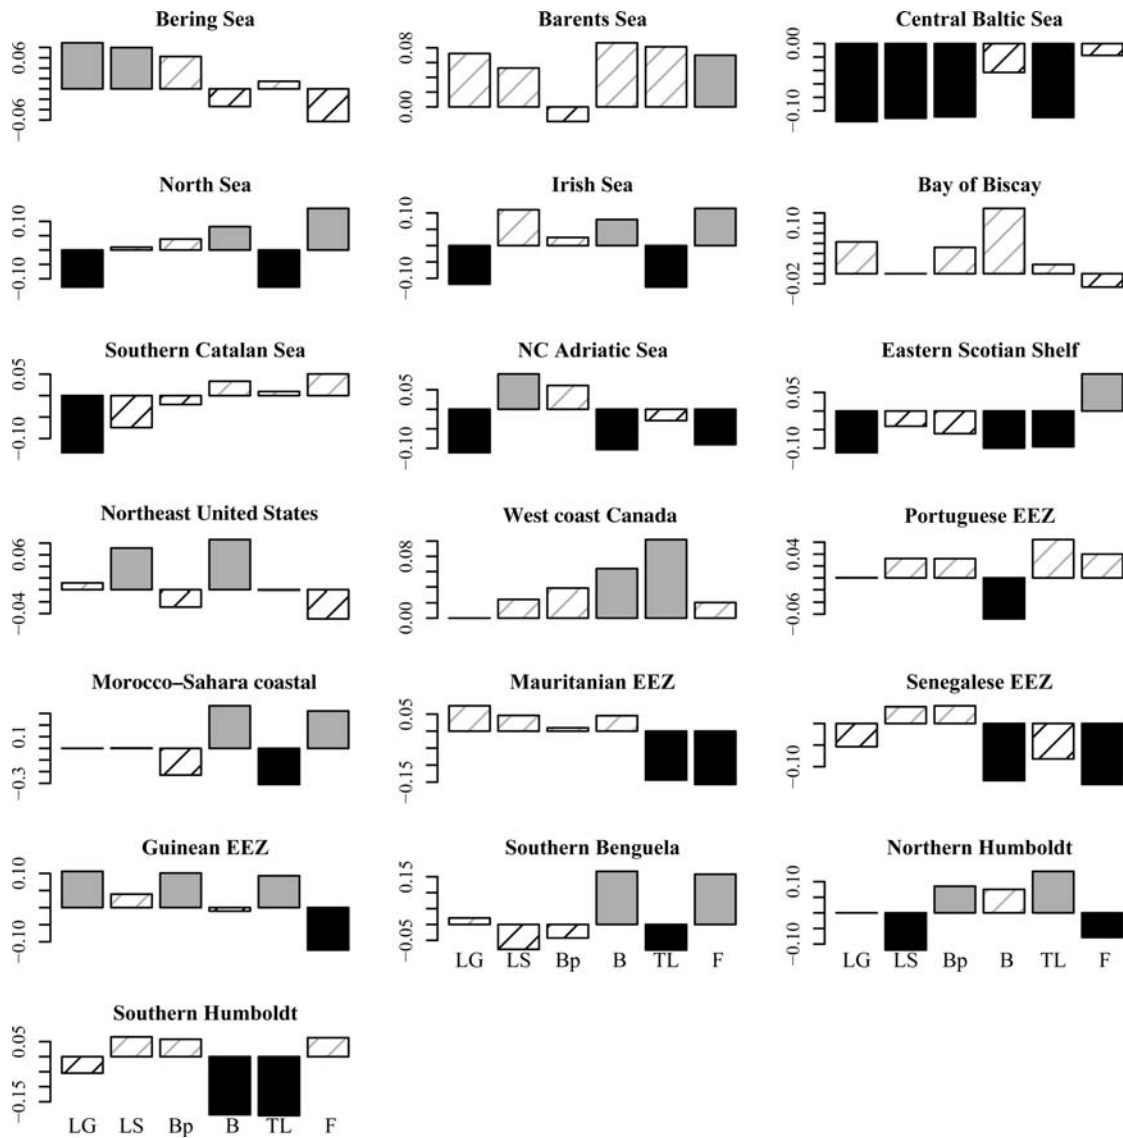 Bering Sea
0.06
−0.06
Barents Sea
0.08
0.00
Central Baltic Sea
0.00
−0.10
North Sea
0.10
−0.10
Irish Sea
0.10
−0.10
Bay of Biscay
0.10
−0.02
Southern Catalan Sea
0.05
−0.10
NC Adriatic Sea
0.05
−0.10
Eastern Scotian Shelf
0.05
−0.10
Northeast United States
0.06
−0.04
West coast Canada
0.08
0.00
Portuguese EEZ
0.04
−0.06
Morocco–Sahara coastal
0.1
−0.3
Mauritanian EEZ
0.05
−0.15
Senegalese EEZ
−0.10
Guinean EEZ
0.10
−0.10
Southern Benguela
0.15
−0.05
LG LS Bp B TL F
Northern Humboldt
0.10
−0.10
LG LS Bp B TL F
Southern Humboldt
0.05
−0.15
LG LS Bp B TL F